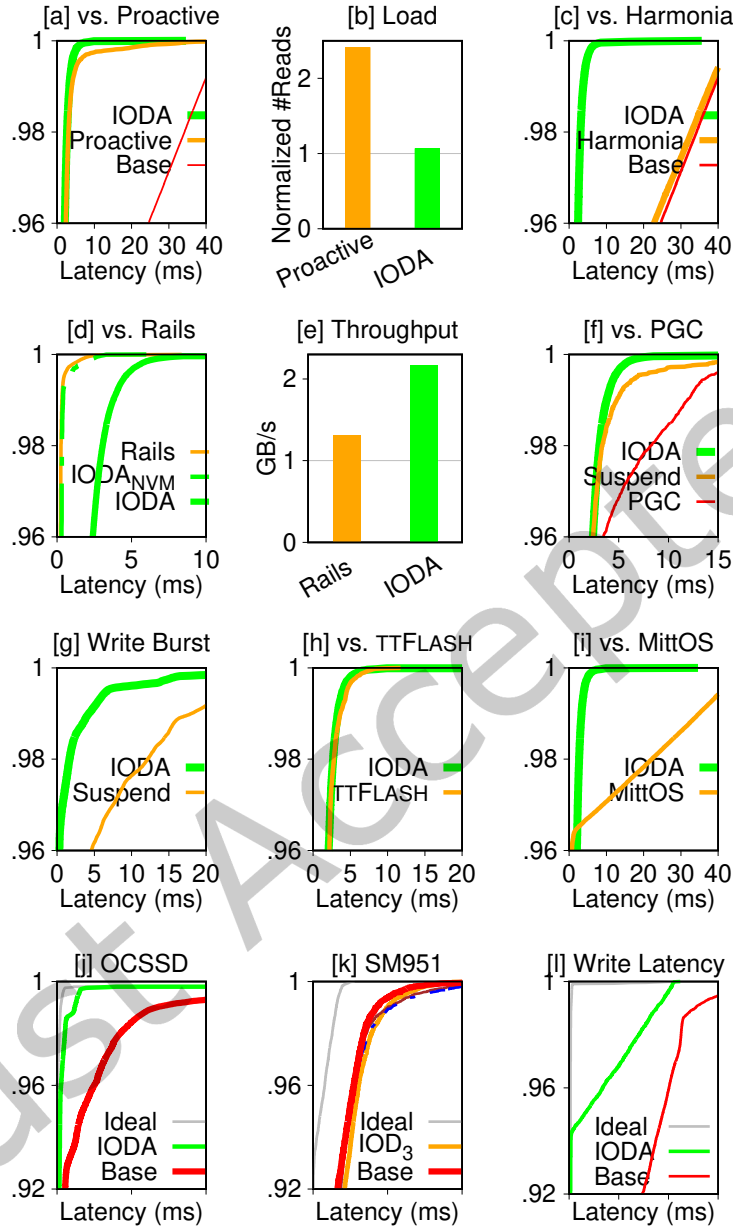 [a] vs. Proactive
1
.98
.96
IODA
Proactive
Base
0 10 20 30 40
Latency (ms)
[b] Load
Normalized #Reads
2
1
0
Proactive
IODA
[c] vs. Harmonia
1
.98
.96
IODA
Harmonia
Base
0 10 20 30 40
Latency (ms)
[d] vs. Rails
1
.98
.96
Rails
IODA_NVM
IODA
0 5 10
Latency (ms)
[e] Throughput
GB/s
2
1
0
Rails
IODA
[f] vs. PGC
1
.98
.96
IODA
Suspend
PGC
0 5 10 15
Latency (ms)
[g] Write Burst
1
.98
.96
IODA
Suspend
0 5 10 15 20
Latency (ms)
[h] vs. TTFLASH
1
.98
.96
IODA
TTFLASH
0 5 10 15 20
Latency (ms)
[i] vs. MittOS
1
.98
.96
IODA
MittOS
0 10 20 30 40
Latency (ms)
[j] OCSSD
1
.96
.92
Ideal
IODA
Base
Latency (ms)
[k] SM951
1
.96
.92
Ideal
IOD₃
Base
Latency (ms)
[l] Write Latency
1
.96
.92
Ideal
IODA
Base
Latency (ms)
ust Accepte